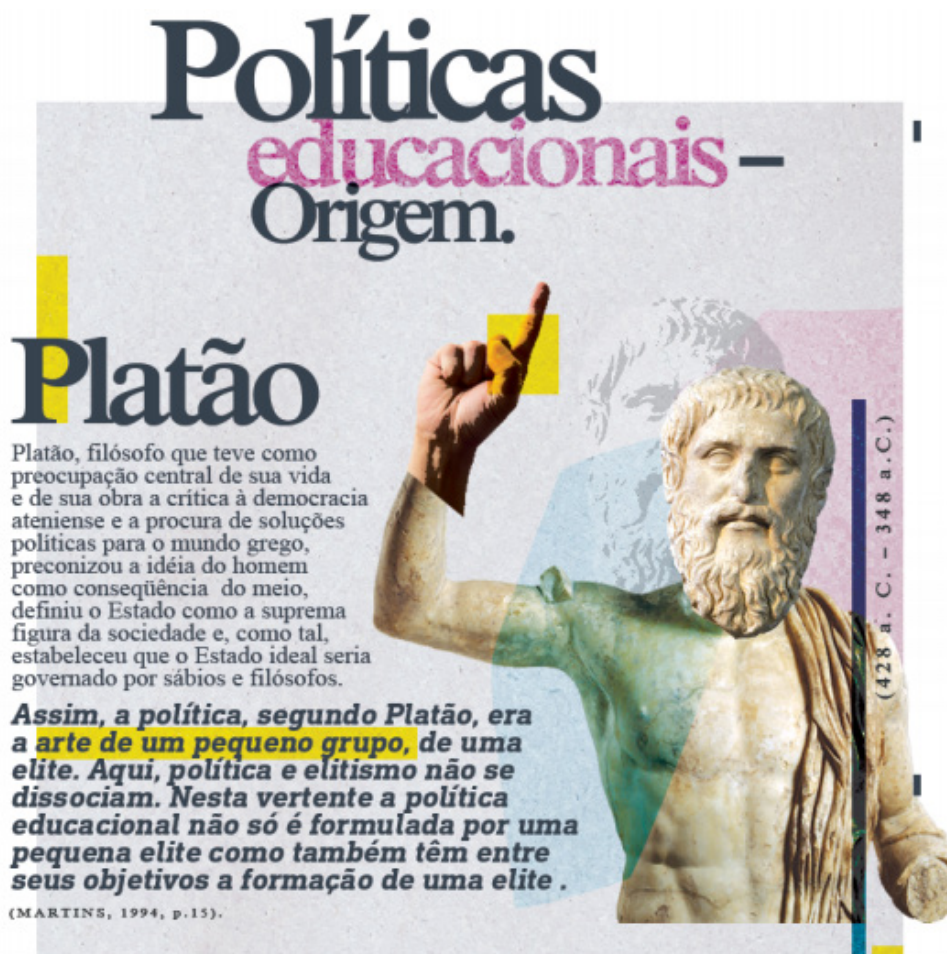 Políticas
educacionais –
Origem.
Platão
Platão, filósofo que teve como
preocupação central de sua vida
e de sua obra a crítica à democracia
ateniense e a procura de soluções
políticas para o mundo grego,
preconizou a idéia do homem
como conseqüência do meio,
definiu o Estado como a suprema
figura da sociedade e, como tal,
estabeleceu que o Estado ideal seria
governado por sábios e filósofos.
Assim, a política, segundo Platão, era
a arte de um pequeno grupo, de uma
elite. Aqui, política e elitismo não se
dissociam. Nesta vertente a política
educacional não só é formulada por uma
pequena elite como também têm entre
seus objetivos a formação de uma elite .
(MARTINS, 1994, p.15).
(428 a. C. – 348 a.C.)